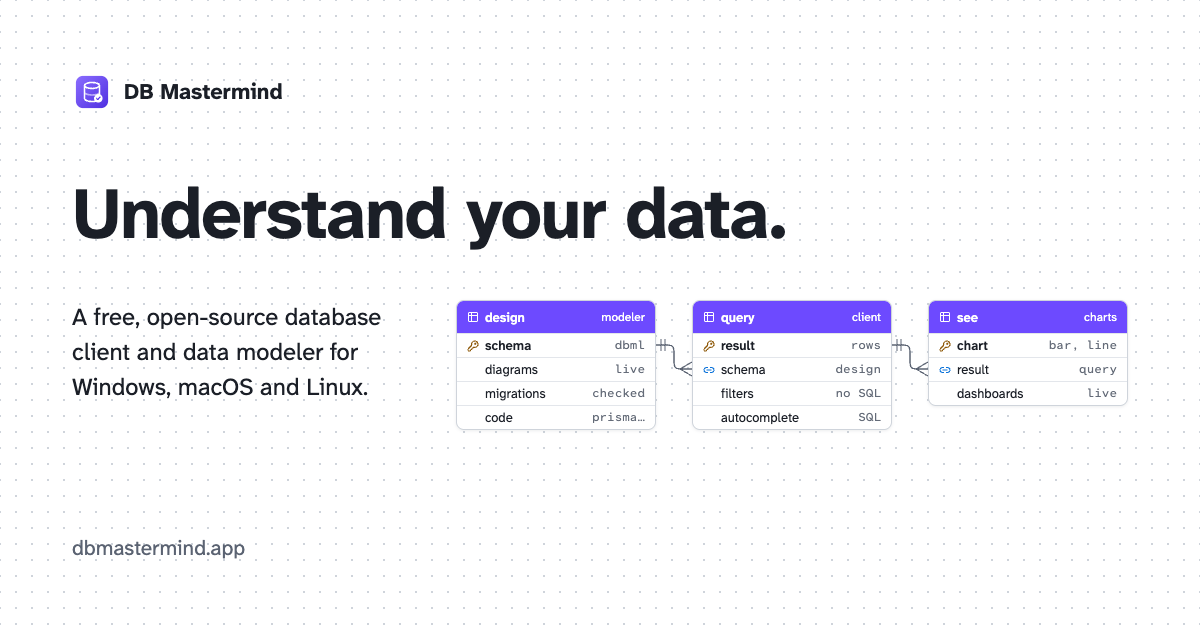 DB Mastermind
Understand your data.
A free, open-source database
client and data modeler for
Windows, macOS and Linux.
design modeler
schema dbml
diagrams live
migrations checked
code prisma…
query client
result rows
schema design
filters no SQL
autocomplete SQL
see charts
chart bar, line
result query
dashboards live
dbmastermind.app